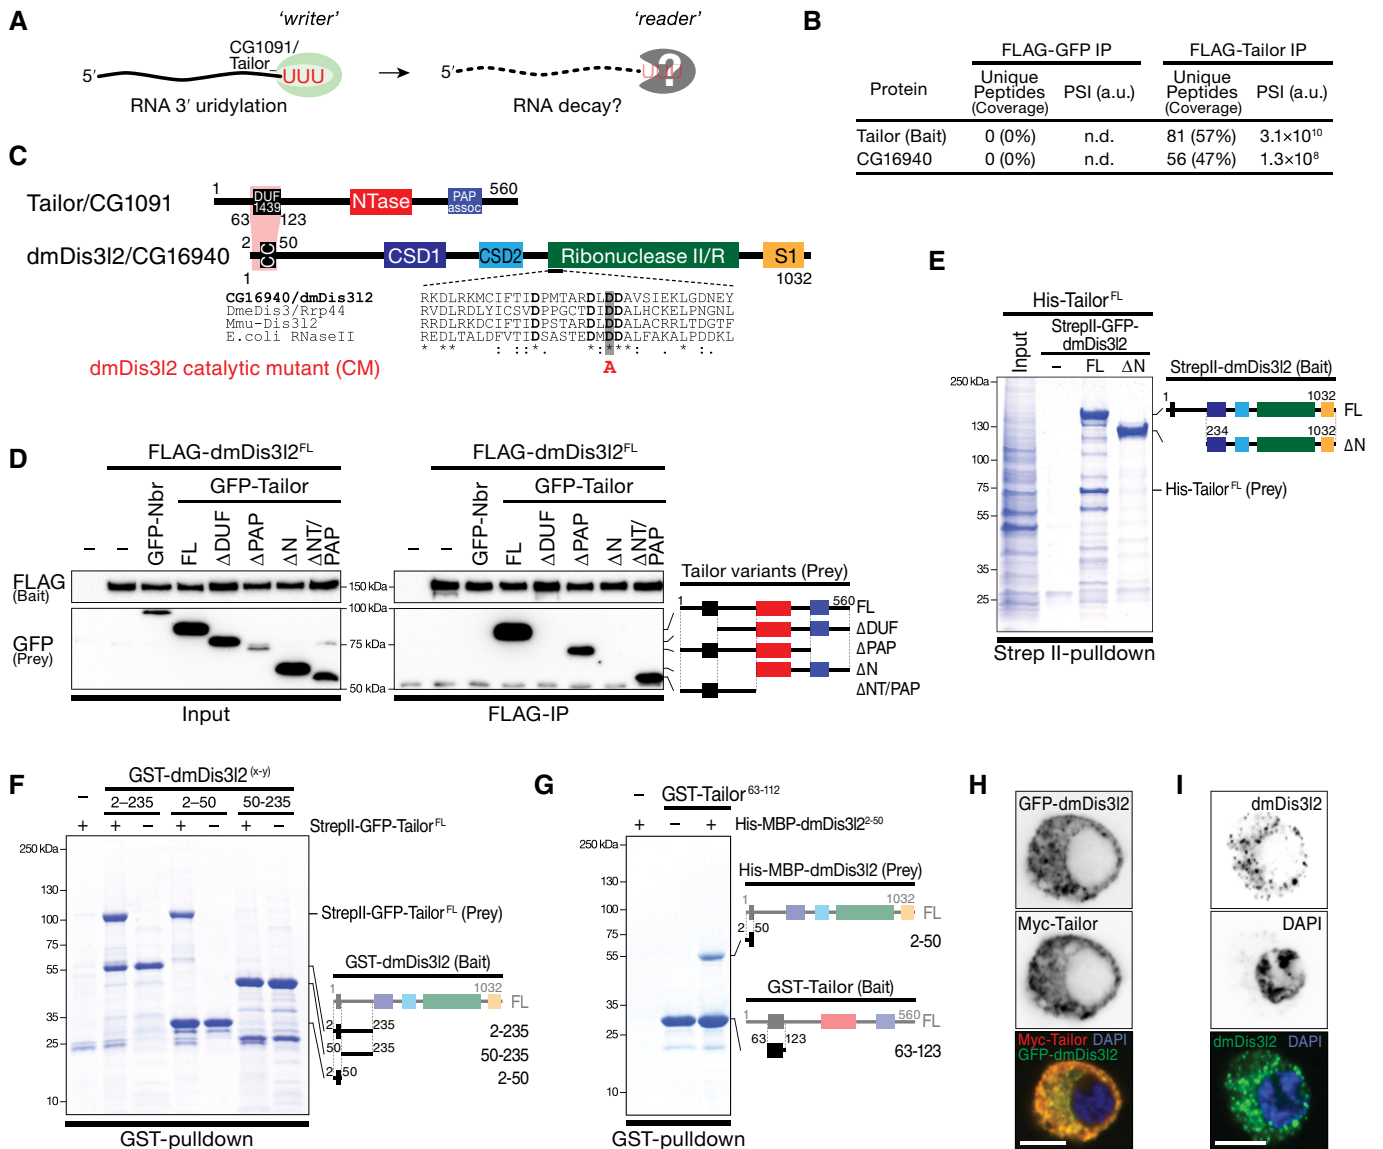 A
'writer'
'reader'
CG1091/
Tailor
5′
UUU
5′
UUU
?
RNA 3′ uridylation
RNA decay?
B
FLAG-GFP IP
FLAG-Tailor IP
Protein
Unique Peptides (Coverage)
PSI (a.u.)
Unique Peptides (Coverage)
PSI (a.u.)
Tailor (Bait) 0 (0%) n.d. 81 (57%) 3.1×10¹⁰
CG16940 0 (0%) n.d. 56 (47%) 1.3×10⁸
C
1
560
Tailor/CG1091
DUF 1439
NTase
PAP assoc
63 123
2 50
dmDis3l2/CG16940
CC
CSD1
CSD2
Ribonuclease II/R
S1
1
1032
CG16940/dmDis3l2 RKDLRKMCIFTIDPMTARDLDDAVSIEKLGDNEY
DmeDis3/Rrp44 RVLRDLYICSVDPPGCTDIDDALHCKELPNGNL
Mmu-Dis3l2 RRDLRKDCIFTIDPSTARDLDDALACRRLTDGTF
E.coli RNaseII REDLTALDFVTIDSASTEDMDDALFAKALPDDKL
dmDis3l2 catalytic mutant (CM)
A
D
FLAG-dmDis3l2FL
FLAG-dmDis3l2FL
GFP-Tailor
GFP-Tailor
–
–
GFP-Nbr
FL
ΔDUF
ΔPAP
ΔN
ΔNT/PAP
–
–
GFP-Nbr
FL
ΔDUF
ΔPAP
ΔN
ΔNT/PAP
FLAG
(Bait)
150 kDa
100 kDa
GFP
(Prey)
75 kDa
50 kDa
Input
FLAG-IP
Tailor variants (Prey)
1 560
FL
ΔDUF
ΔPAP
ΔN
ΔNT/PAP
E
His-TailorFL
StrepII-GFP-dmDis3l2
Input
– FL ΔN
250 kDa
130
100
75
55
35
25
StrepII-dmDis3l2 (Bait)
1 1032
FL
234 1032
ΔN
His-TailorFL (Prey)
Strep II-pulldown
F
GST-dmDis3l2(x-y)
– 2–235 2–50 50-235
+ + – + – + – StrepII-GFP-TailorFL
250 kDa
130
100
75
55
35
25
10
StrepII-GFP-TailorFL (Prey)
GST-dmDis3l2 (Bait)
1 1032
FL
2 235
2-235
50 235
50-235
2 50
2-50
GST-pulldown
G
– GST-Tailor63-112
+ – + His-MBP-dmDis3l22-50
250 kDa
130
100
75
55
35
25
10
His-MBP-dmDis3l2 (Prey)
1 1032
FL
2 50
2-50
GST-Tailor (Bait)
1 560
FL
63 123
63-123
GST-pulldown
H
GFP-dmDis3l2
Myc-Tailor
Myc-Tailor DAPI
GFP-dmDis3l2
I
dmDis3l2
DAPI
dmDis3l2 DAPI